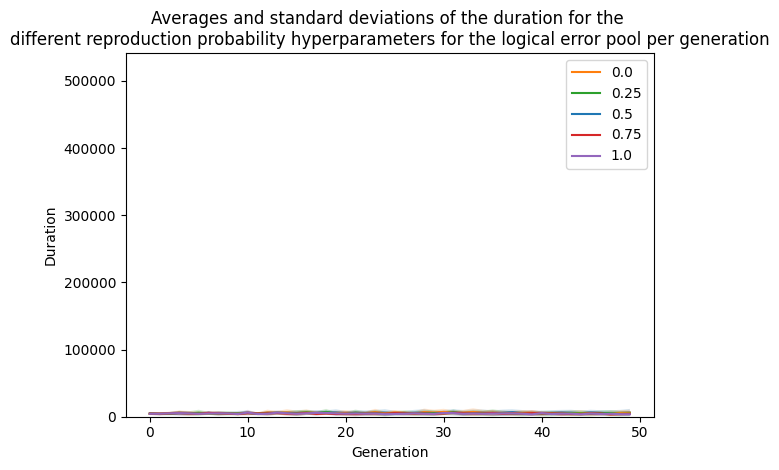 Averages and standard deviations of the duration for the
different reproduction probability hyperparameters for the logical error pool per generation
500000
400000
300000
200000
100000
0
Duration
0.0
0.25
0.5
0.75
1.0
0 10 20 30 40 50
Generation